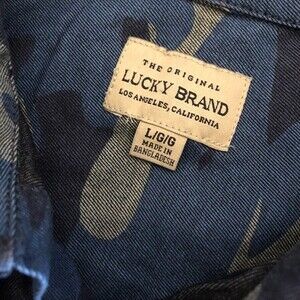 THE ORIGINAL
LUCKY BRAND
LOS ANGELES, CALIFORNIA
L/G/G
MADE IN
BANGLADESH